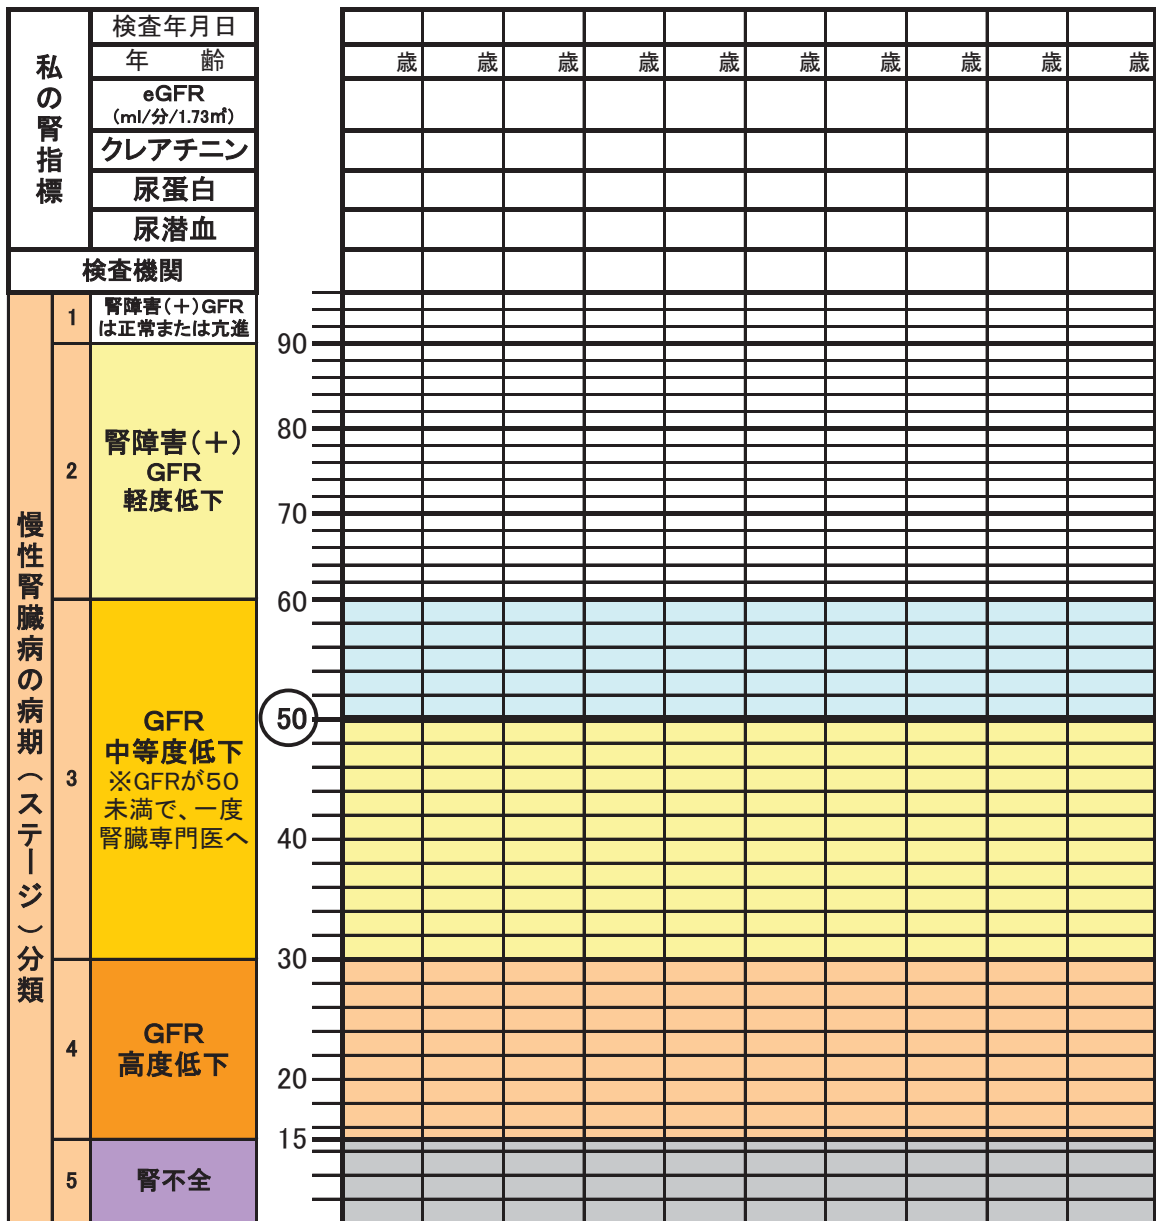 私の腎指標
検査年月日
年　　齢
歳 歳 歳 歳 歳 歳 歳 歳 歳 歳
eGFR
(ml/分/1.73㎡)
クレアチニン
尿蛋白
尿潜血
検査機関
慢性腎臓病の病期（ステージ）分類
1
腎障害(＋)GFR
は正常または亢進
2
腎障害(＋)
GFR
軽度低下
3
GFR
中等度低下
※GFRが50
未満で、一度
腎臓専門医へ
4
GFR
高度低下
5
腎不全
90
80
70
60
50
40
30
20
15